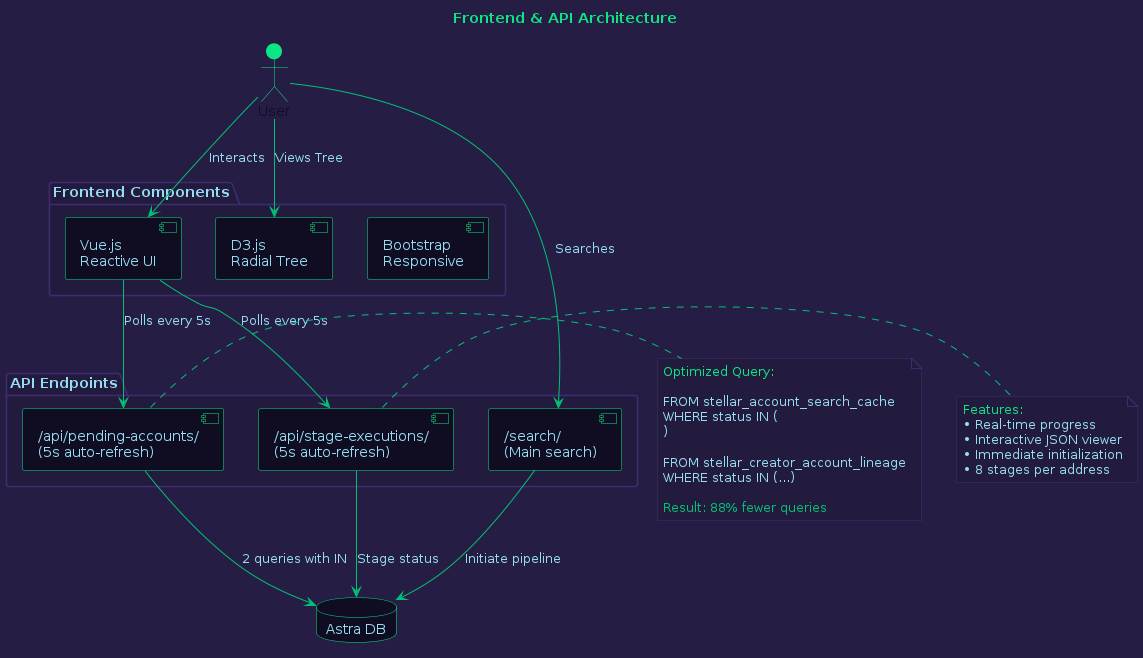 Frontend & API Architecture
User
Interacts
Views Tree
Searches
Frontend Components
Vue.js
Reactive UI
D3.js
Radial Tree
Bootstrap
Responsive
Polls every 5s
Polls every 5s
API Endpoints
/api/pending-accounts/
(5s auto-refresh)
/api/stage-executions/
(5s auto-refresh)
/search/
(Main search)
Optimized Query:
FROM stellar_account_search_cache
WHERE status IN (
)
FROM stellar_creator_account_lineage
WHERE status IN (...)
Result: 88% fewer queries
Features:
• Real-time progress
• Interactive JSON viewer
• Immediate initialization
• 8 stages per address
2 queries with IN
Stage status
Initiate pipeline
Astra DB